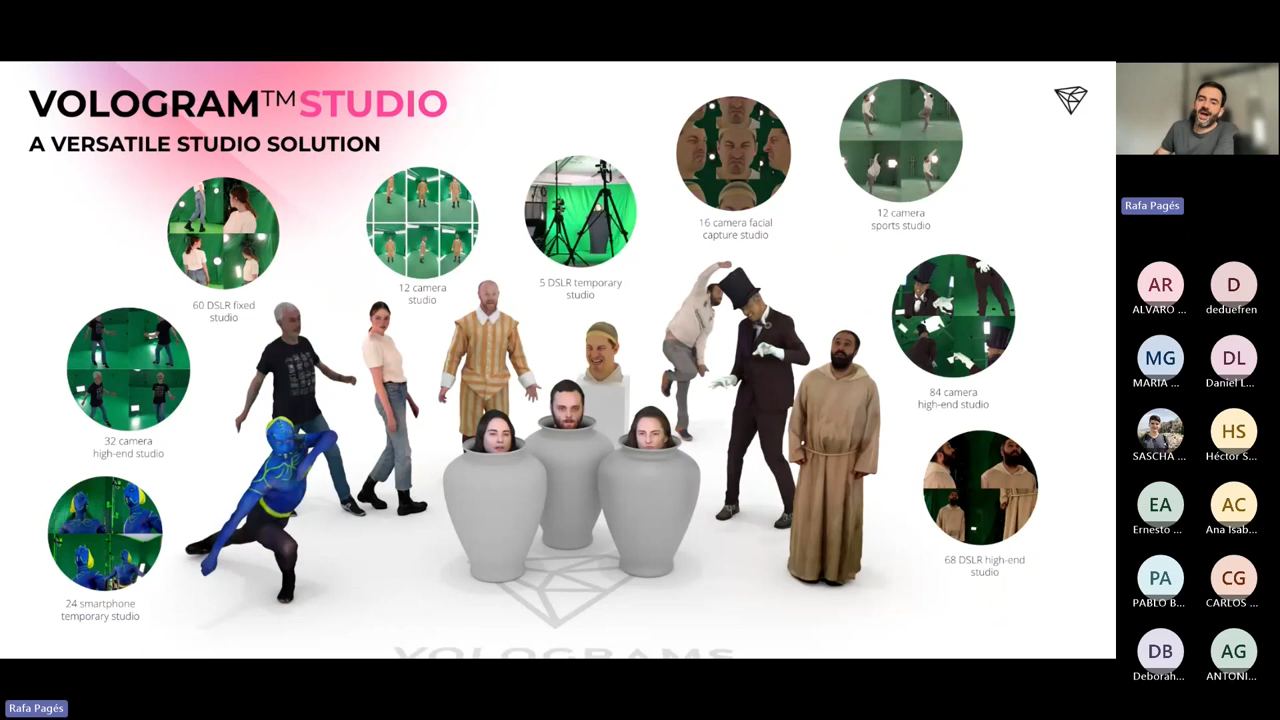 VOLOGRAM™STUDIO
A VERSATILE STUDIO SOLUTION
60 DSLR fixed
studio
12 camera
studio
5 DSLR temporary
studio
16 camera facial
capture studio
12 camera
sports studio
32 camera
high-end studio
84 camera
high-end studio
24 smartphone
temporary studio
68 DSLR high-end
studio
VOLOGRAMS
Rafa Pagés
Rafa Pagés
AR
ALVARO ...
D
deduefren
MG
MARIA ...
DL
Daniel L...
SASCHA ...
HS
Héctor S...
EA
Ernesto ...
AC
Ana Isab...
PA
PABLO B...
CG
CARLOS ...
DB
Deborah...
AG
ANTONI...